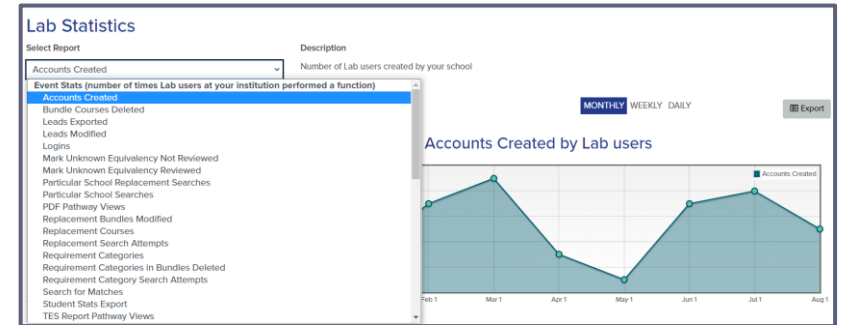 Lab Statistics
Select Report
Description
Accounts Created
Number of Lab users created by your school
Event Stats (number of times Lab users at your institution performed a function)
Accounts Created
Bundle Courses Deleted
Leads Exported
Leads Modified
Logins
Mark Unknown Equivalency Not Reviewed
Mark Unknown Equivalency Reviewed
Particular School Replacement Searches
Particular School Searches
PDF Pathway Views
Replacement Bundles Modified
Replacement Courses
Replacement Search Attempts
Requirement Categories
Requirement Categories in Bundles Deleted
Requirement Category Search Attempts
Search for Matches
Student Stats Export
TES Report Pathway Views
MONTHLY WEEKLY DAILY
Export
Accounts Created by Lab users
Accounts Created
Feb 1 Mar 1 Apr 1 May 1 Jun 1 Jul 1 Aug 1